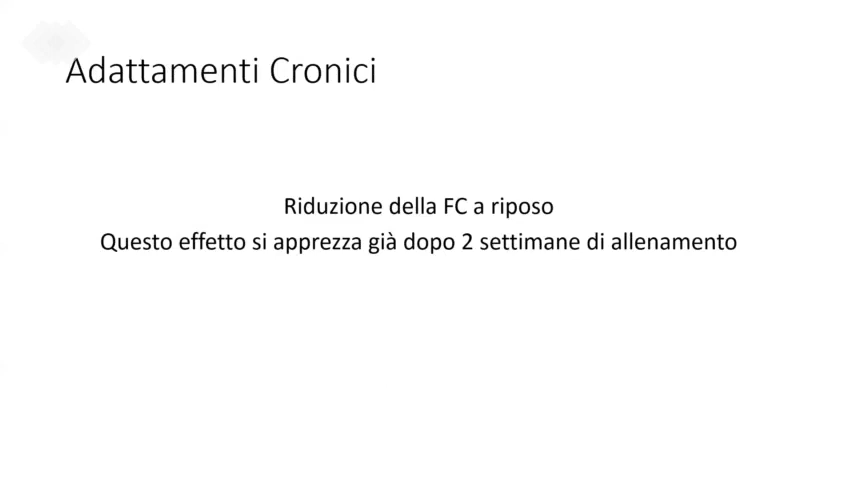 Adattamenti Cronici
Riduzione della FC a riposo
Questo effetto si apprezza già dopo 2 settimane di allenamento